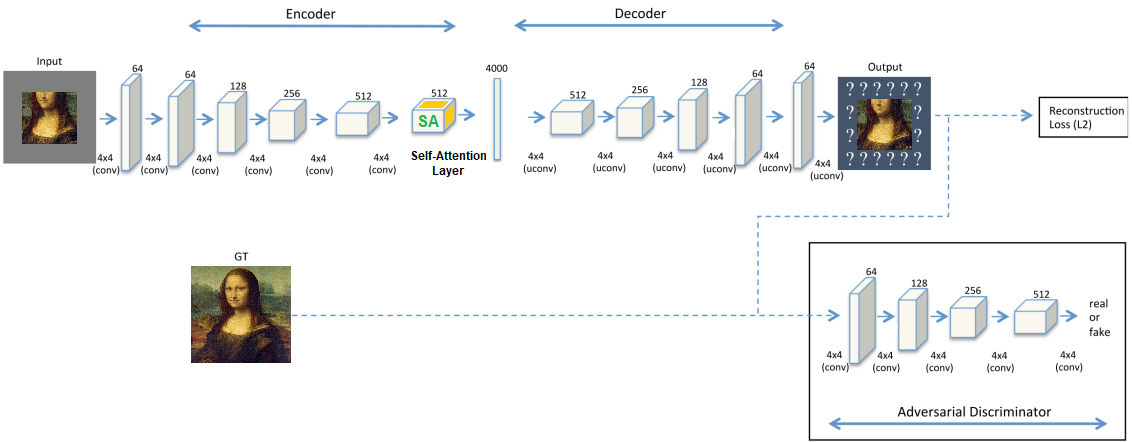 Encoder
Decoder
Input
64
64
128
256
512
512
4000
512
256
128
64
64
Output
SA
? ? ? ? ? ?
? ?
? ?
? ? ? ? ? ?
Reconstruction
Loss (L2)
Self-Attention
Layer
4x4
(conv)
4x4
(conv)
4x4
(conv)
4x4
(conv)
4x4
(conv)
4x4
(conv)
4x4
(uconv)
4x4
(uconv)
4x4
(uconv)
4x4
(uconv)
4x4
(uconv)
4x4
(uconv)
GT
64
128
256
512
real
or
fake
4x4
(conv)
4x4
(conv)
4x4
(conv)
4x4
(conv)
4x4
(conv)
Adversarial Discriminator